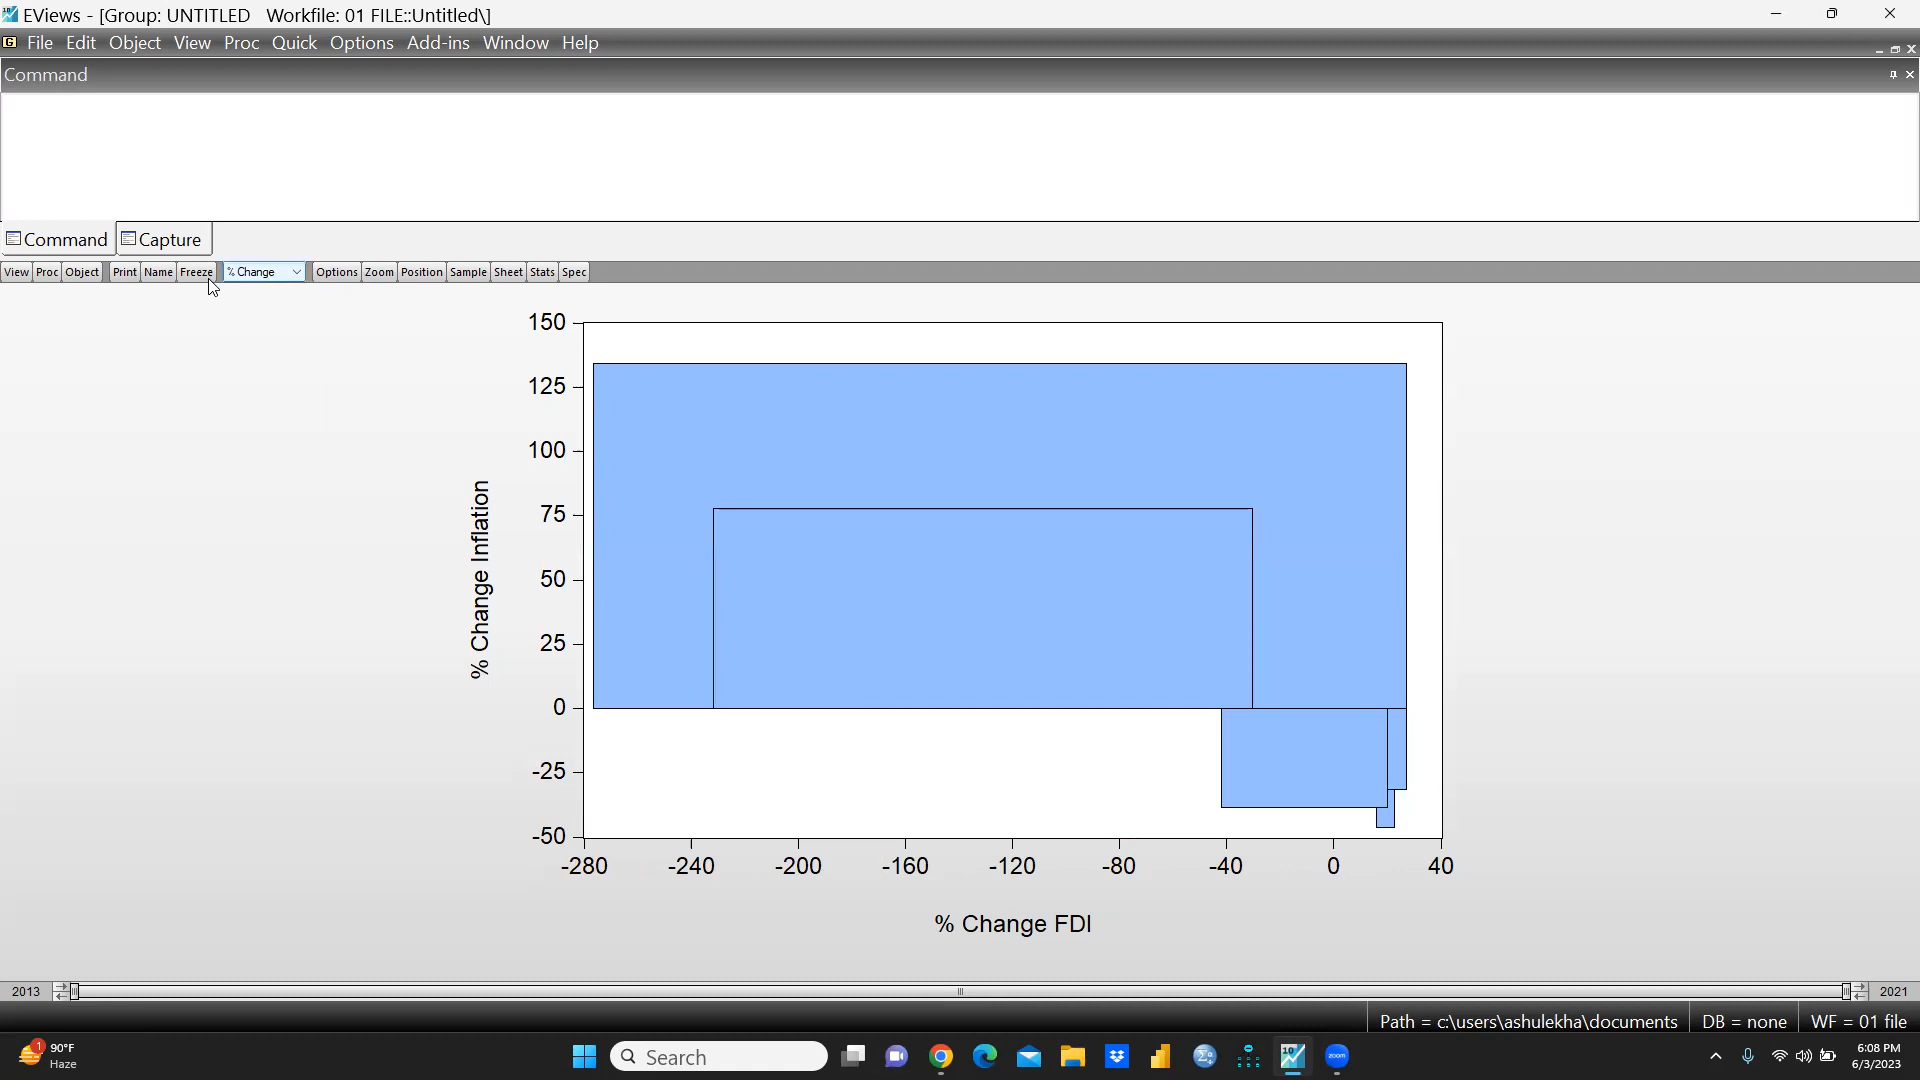 EViews - [Group: UNTITLED   Workfile: 01 FILE::Untitled\]
File Edit Object View Proc Quick Options Add-ins Window Help
Command
Command Capture
View Proc Object Print Name Freeze % Change Options Zoom Position Sample Sheet Stats Spec
150
125
100
75
50
25
0
-25
-50
% Change Inflation
-280 -240 -200 -160 -120 -80 -40 0 40
% Change FDI
2013 2021
Path = c:\users\ashulekha\documents DB = none WF = 01 file
1
90°F
Haze
Search
zoom
6:08 PM
6/3/2023